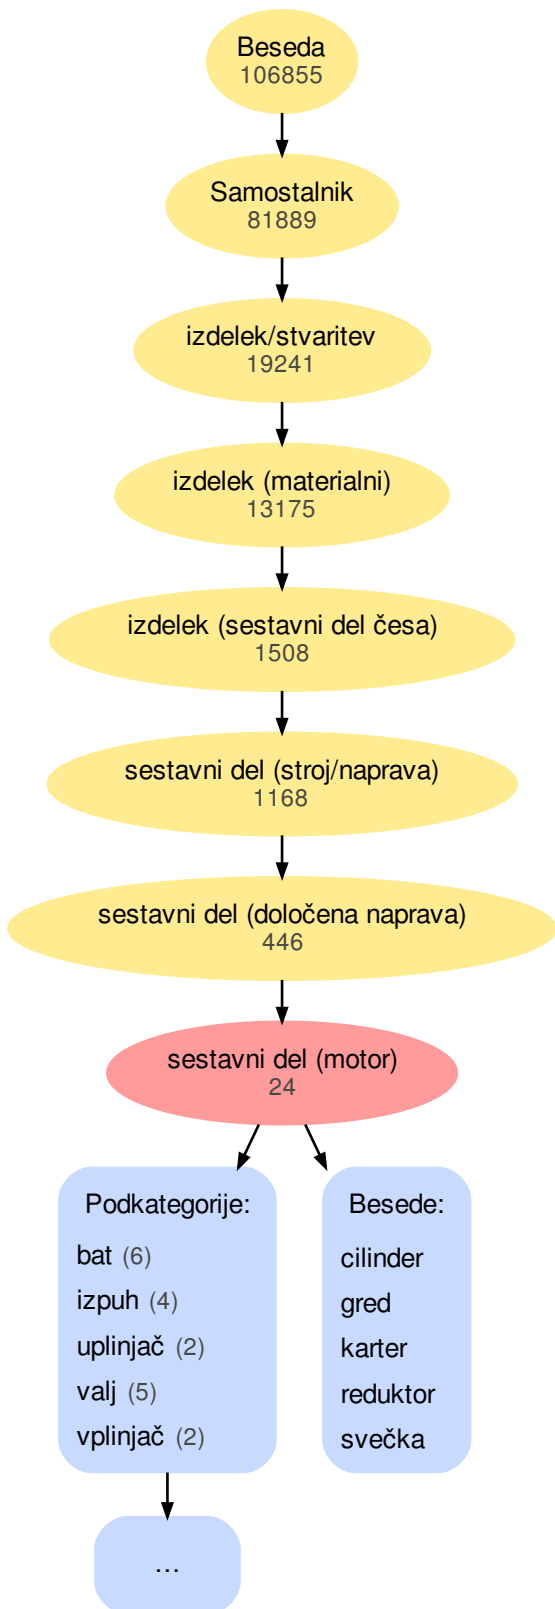 Beseda
106855
Samostalnik
81889
izdelek/stvaritev
19241
izdelek (materialni)
13175
izdelek (sestavni del česa)
1508
sestavni del (stroj/naprava)
1168
sestavni del (določena naprava)
446
sestavni del (motor)
24
Podkategorije:
bat (6)
izpuh (4)
uplinjač (2)
valj (5)
vplinjač (2)
Besede:
cilinder
gred
karter
reduktor
svečka
...